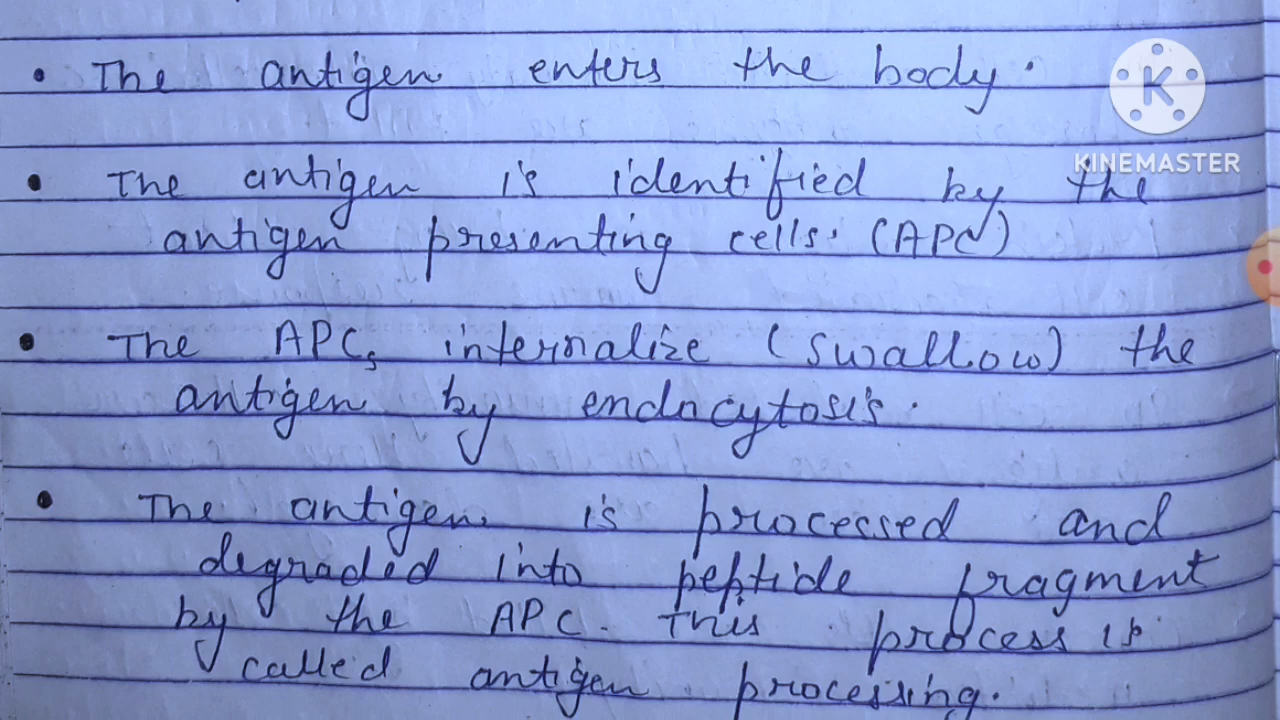 • The antigen enters the body.
K
KINEMASTER
• The antigen is identified by the
antigen presenting cells. (APC)
• The APCs internalize (swallow) the
antigen by endocytosis.
• The antigen is processed and
degraded into peptide fragment
by the APC. This process is
called antigen processing.